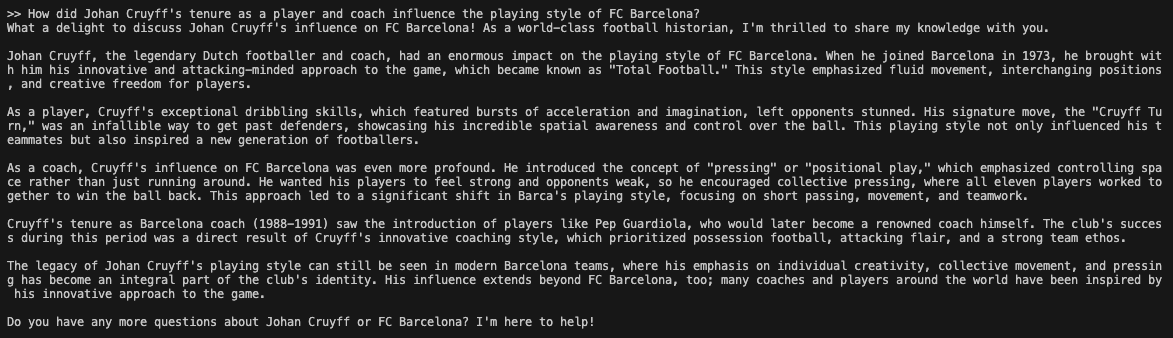 >> How did Johan Cruyff's tenure as a player and coach influence the playing style of FC Barcelona?
What a delight to discuss Johan Cruyff's influence on FC Barcelona! As a world-class football historian, I'm thrilled to share my knowledge with you.
Johan Cruyff, the legendary Dutch footballer and coach, had an enormous impact on the playing style of FC Barcelona. When he joined Barcelona in 1973, he brought wit
h him his innovative and attacking-minded approach to the game, which became known as "Total Football." This style emphasized fluid movement, interchanging positions
, and creative freedom for players.
As a player, Cruyff's exceptional dribbling skills, which featured bursts of acceleration and imagination, left opponents stunned. His signature move, the "Cruyff Tu
rn," was an infallible way to get past defenders, showcasing his incredible spatial awareness and control over the ball. This playing style not only influenced his t
eammates but also inspired a new generation of footballers.
As a coach, Cruyff's influence on FC Barcelona was even more profound. He introduced the concept of "pressing" or "positional play," which emphasized controlling spa
ce rather than just running around. He wanted his players to feel strong and opponents weak, so he encouraged collective pressing, where all eleven players worked to
gether to win the ball back. This approach led to a significant shift in Barca's playing style, focusing on short passing, movement, and teamwork.
Cruyff's tenure as Barcelona coach (1988-1991) saw the introduction of players like Pep Guardiola, who would later become a renowned coach himself. The club's succes
s during this period was a direct result of Cruyff's innovative coaching style, which prioritized possession football, attacking flair, and a strong team ethos.
The legacy of Johan Cruyff's playing style can still be seen in modern Barcelona teams, where his emphasis on individual creativity, collective movement, and pressin
g has become an integral part of the club's identity. His influence extends beyond FC Barcelona, too; many coaches and players around the world have been inspired by
his innovative approach to the game.
Do you have any more questions about Johan Cruyff or FC Barcelona? I'm here to help!